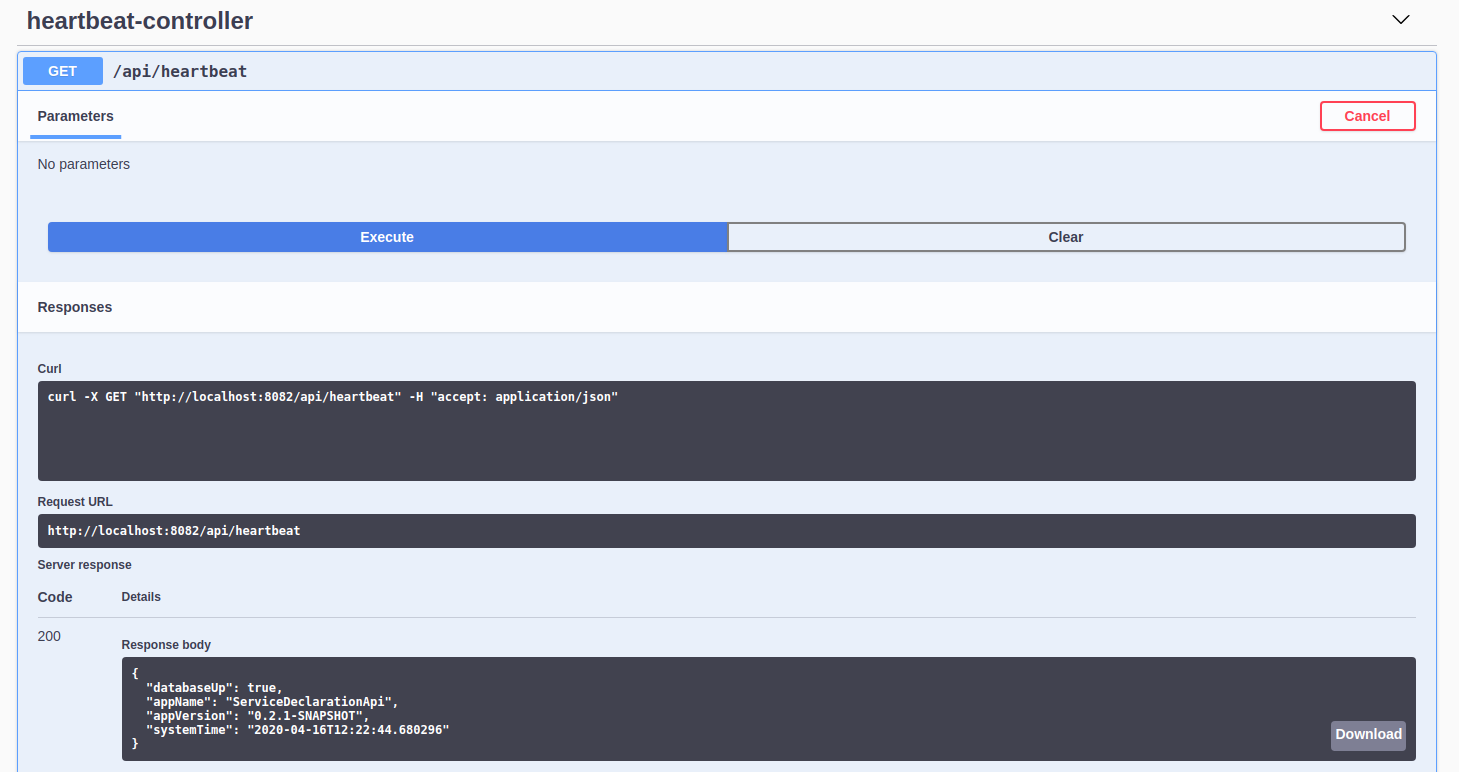 heartbeat-controller
GET /api/heartbeat
Parameters Cancel
No parameters
Execute Clear
Responses
Curl
curl -X GET "http://localhost:8082/api/heartbeat" -H "accept: application/json"
Request URL
http://localhost:8082/api/heartbeat
Server response
Code Details
200
Response body
{
  "databaseUp": true,
  "appName": "ServiceDeclarationApi",
  "appVersion": "0.2.1-SNAPSHOT",
  "systemTime": "2020-04-16T12:22:44.680296"
}
Download